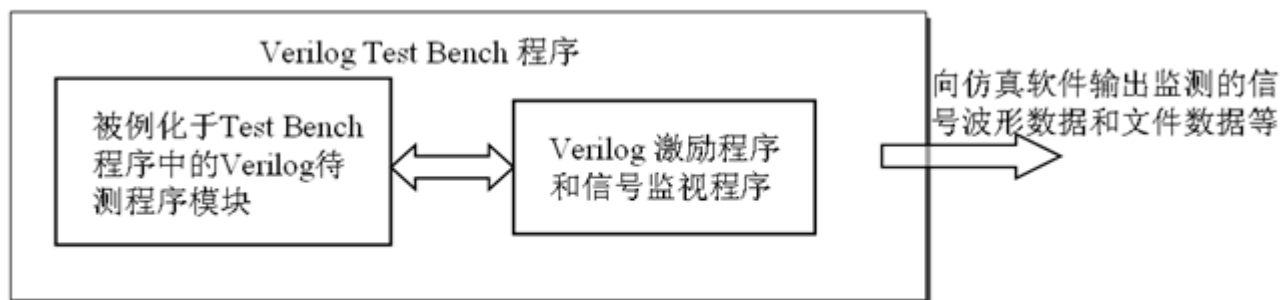 Verilog Test Bench 程序
被例化于Test Bench
程序中的Verilog待
测程序模块
Verilog 激励程序
和信号监视程序
向仿真软件输出监测的信
号波形数据和文件数据等